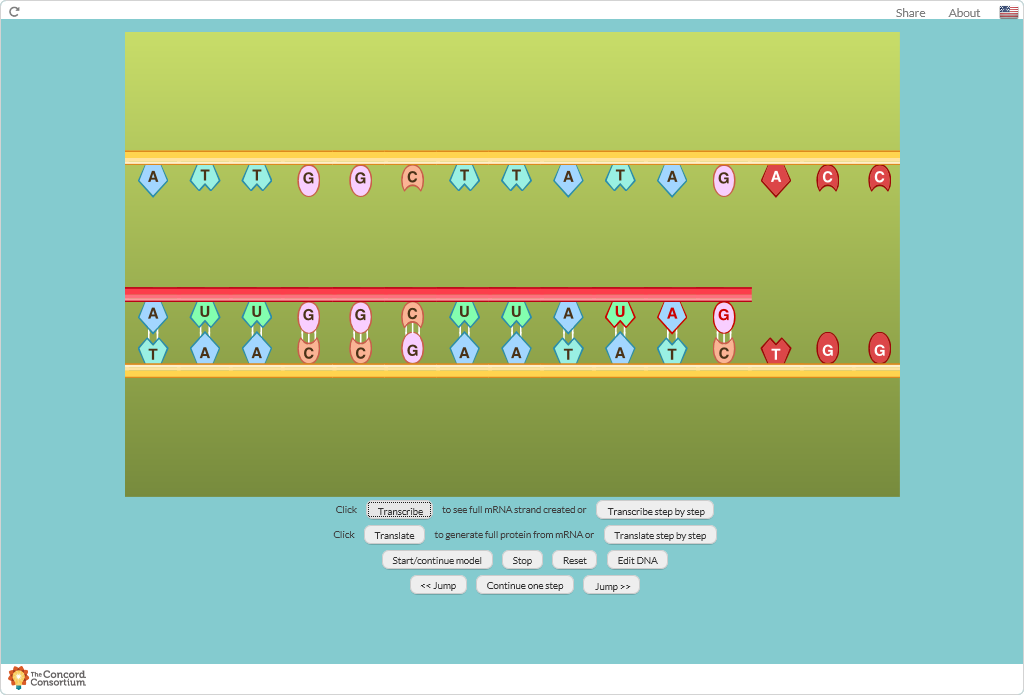 Share About
A T T G G C T T A T A G A C C
A U U G G C U U A U A G
T A A C C G A A T A T C T G G
Click Transcribe to see full mRNA strand created or Transcribe step by step
Click Translate to generate full protein from mRNA or Translate step by step
Start/continue model Stop Reset Edit DNA
<< Jump Continue one step Jump >>
The Concord
Consortium